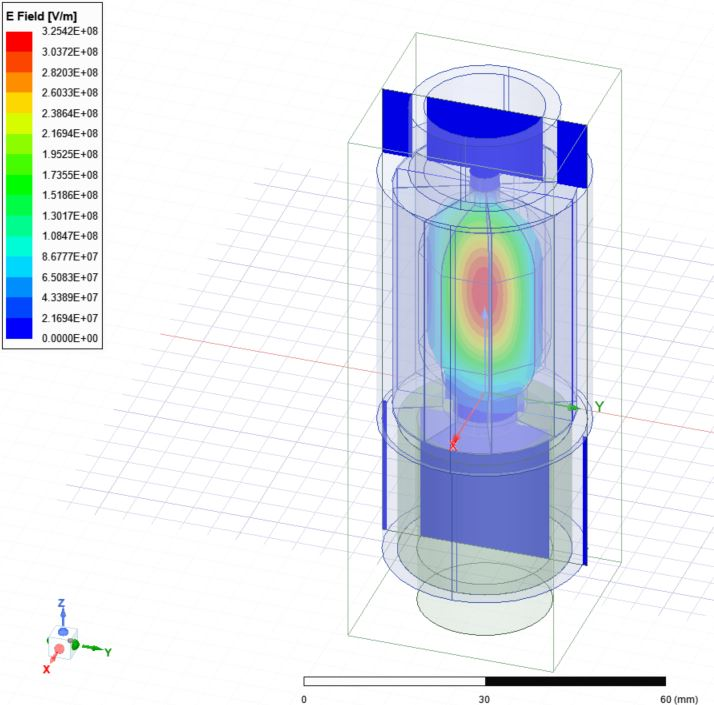 E Field [V/m]
3.2542E+08
3.0372E+08
2.8203E+08
2.6033E+08
2.3864E+08
2.1694E+08
1.9525E+08
1.7355E+08
1.5186E+08
1.3017E+08
1.0847E+08
8.6777E+07
6.5083E+07
4.3389E+07
2.1694E+07
0.0000E+00
Y
X
Z
Y
X
0 30 60 (mm)